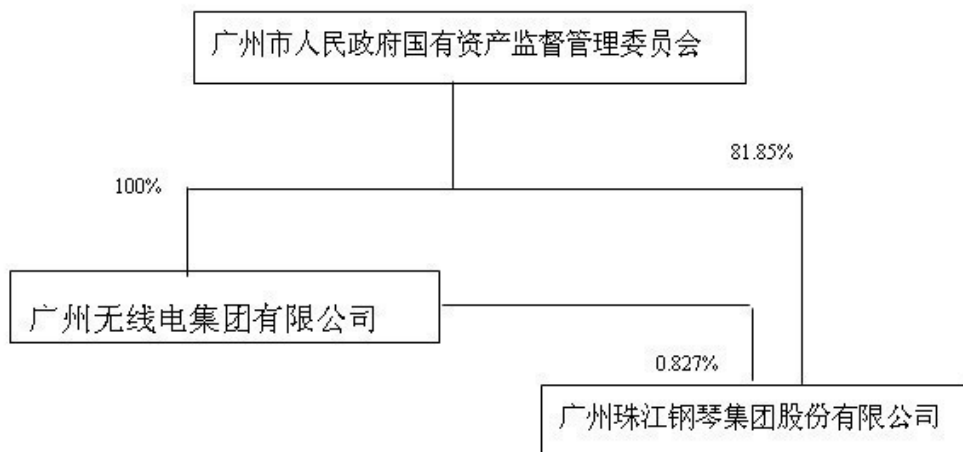 广州市人民政府国有资产监督管理委员会
81.85%
100%
广州无线电集团有限公司
0.827%
广州珠江钢琴集团股份有限公司